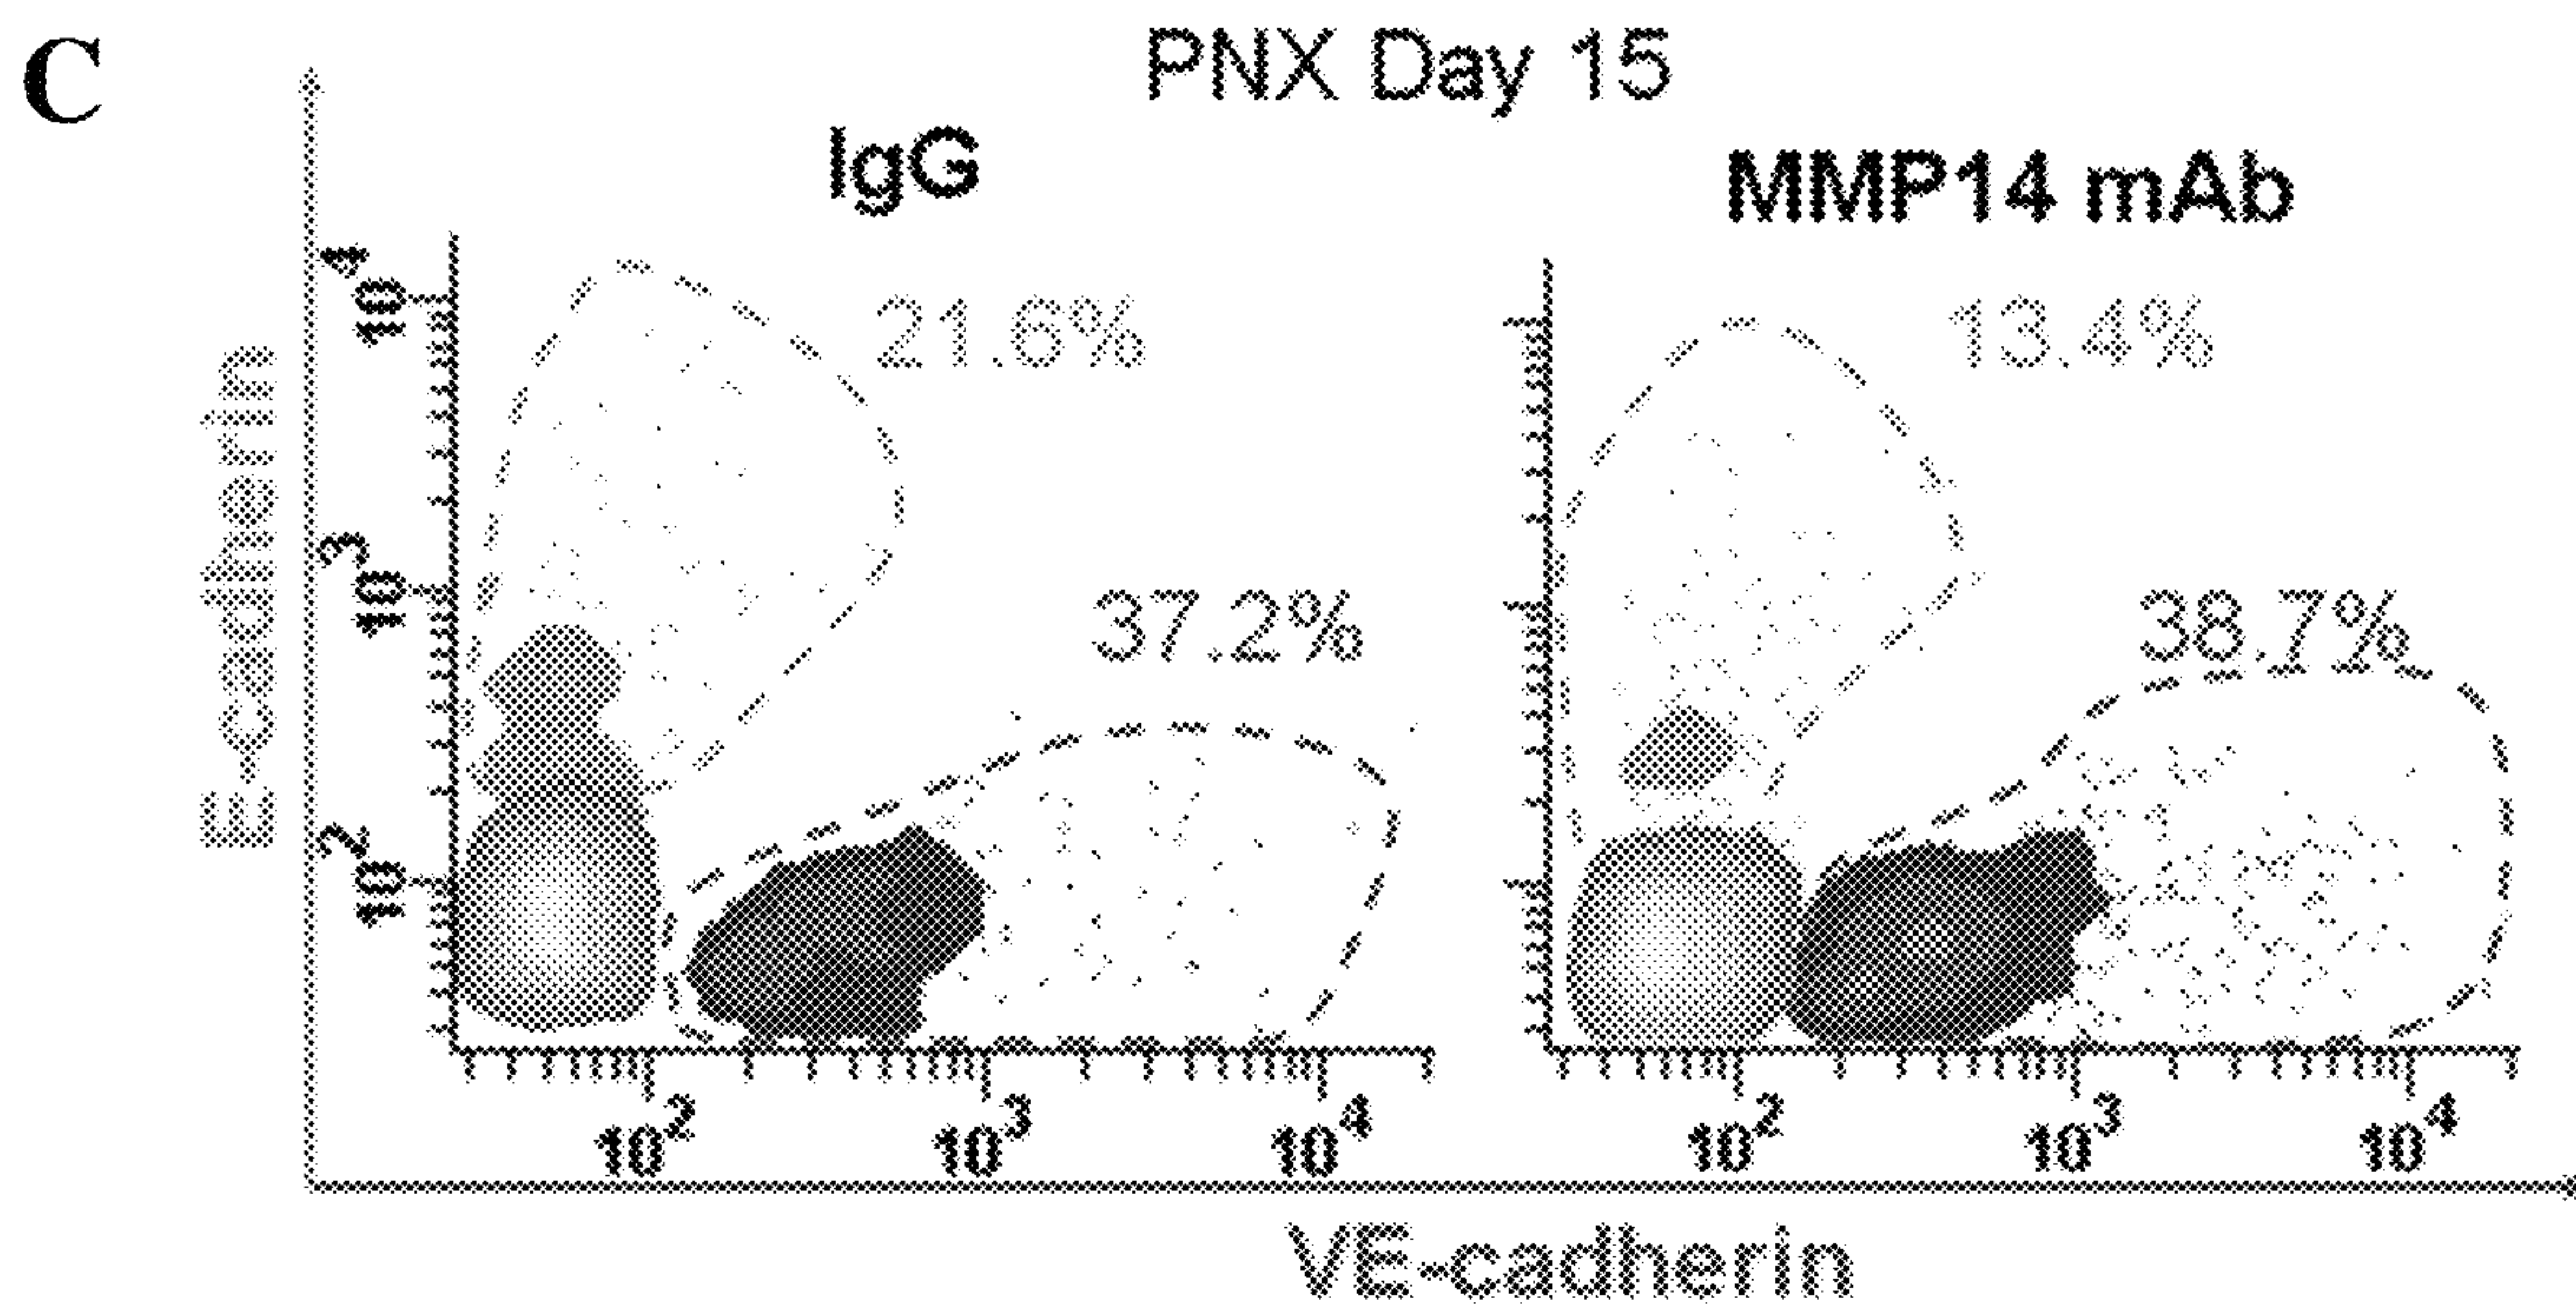 C
PNX Day 15
IgG
MMP14 mAb
21.6%
13.4%
37.2%
38.7%
E-cadherin
10^4
10^3
10^2
10^2 10^3 10^4
10^2 10^3 10^4
VE-cadherin